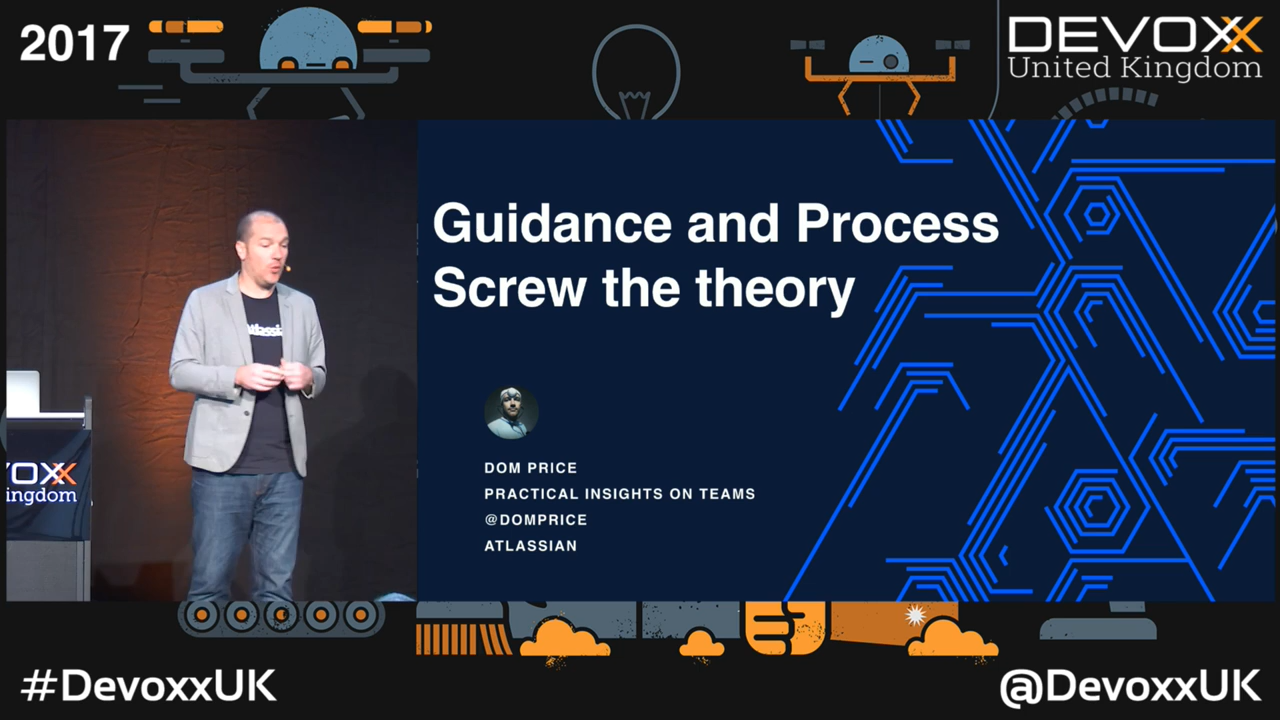 2017
DEVOXX
United Kingdom
Guidance and Process
Screw the theory
DOM PRICE
PRACTICAL INSIGHTS ON TEAMS
@DOMPRICE
ATLASSIAN
#DevoxxUK
@DevoxxUK